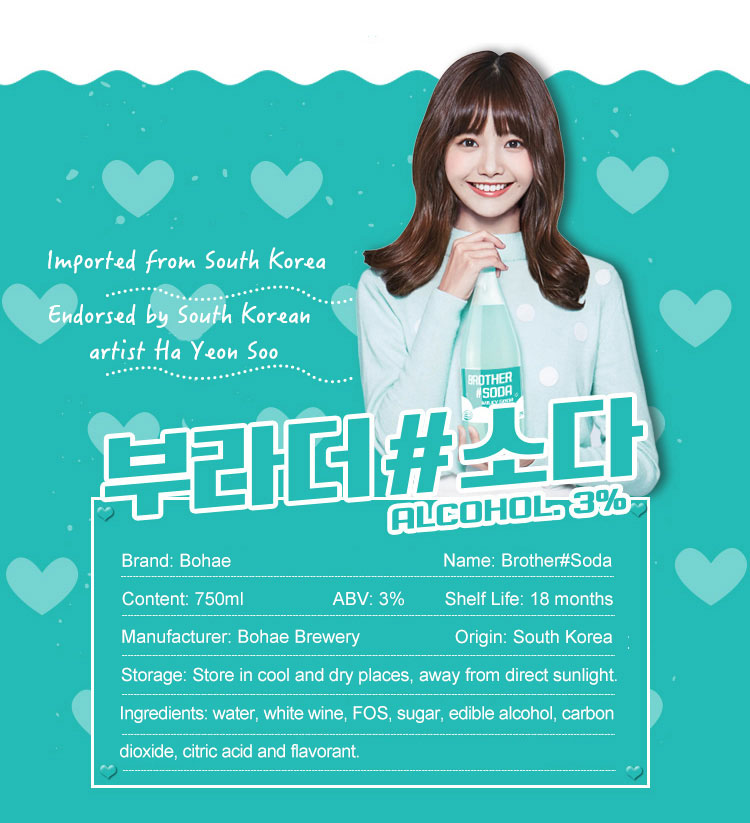 Imported from South Korea
Endorsed by South Korean
artist Ha Yeon Soo
BROTHER
#SODA
MILKY SODA
부라더#소다
ALCOHOL. 3%
Brand: Bohae Name: Brother#Soda
Content: 750ml ABV: 3% Shelf Life: 18 months
Manufacturer: Bohae Brewery Origin: South Korea
Storage: Store in cool and dry places, away from direct sunlight.
Ingredients: water, white wine, FOS, sugar, edible alcohol, carbon
dioxide, citric acid and flavorant.